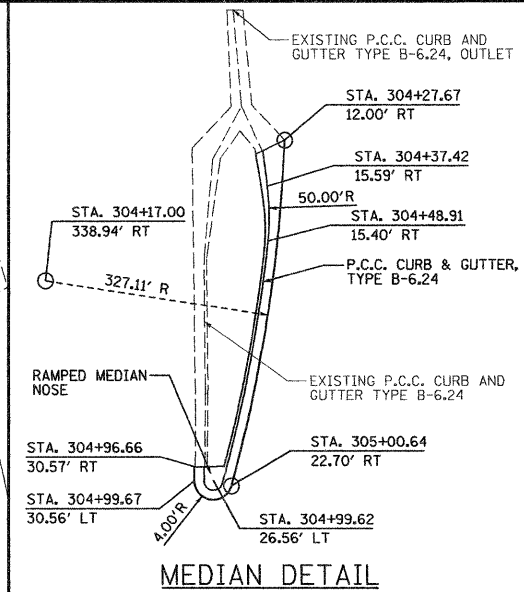 EXISTING P.C.C. CURB AND
GUTTER TYPE B-6.24, OUTLET
STA. 304+27.67
12.00' RT
STA. 304+37.42
15.59' RT
50.00'R
STA. 304+17.00
338.94' RT
STA. 304+48.91
15.40' RT
327.11' R
P.C.C. CURB & GUTTER,
TYPE B-6.24
RAMPED MEDIAN
NOSE
EXISTING P.C.C. CURB AND
GUTTER TYPE B-6.24
STA. 304+96.66
30.57' RT
STA. 305+00.64
22.70' RT
STA. 304+99.67
30.56' LT
4.00'R
STA. 304+99.62
26.56' LT
MEDIAN DETAIL